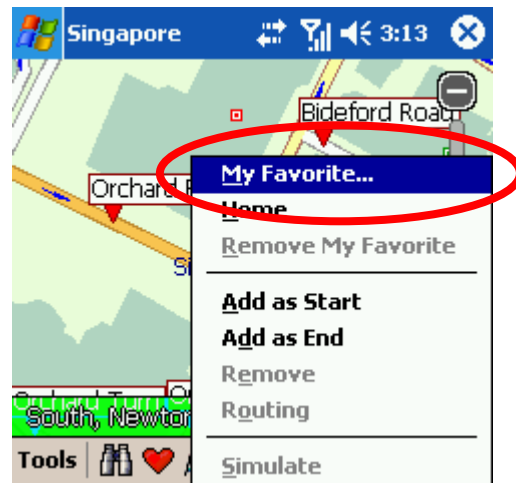 Singapore 3:13
Bideford Road
My Favorite...
Orchard
Home
Remove My Favorite
Add as Start
Add as End
Remove
Routing
Orchard Turn
South, Newton
Tools
Simulate